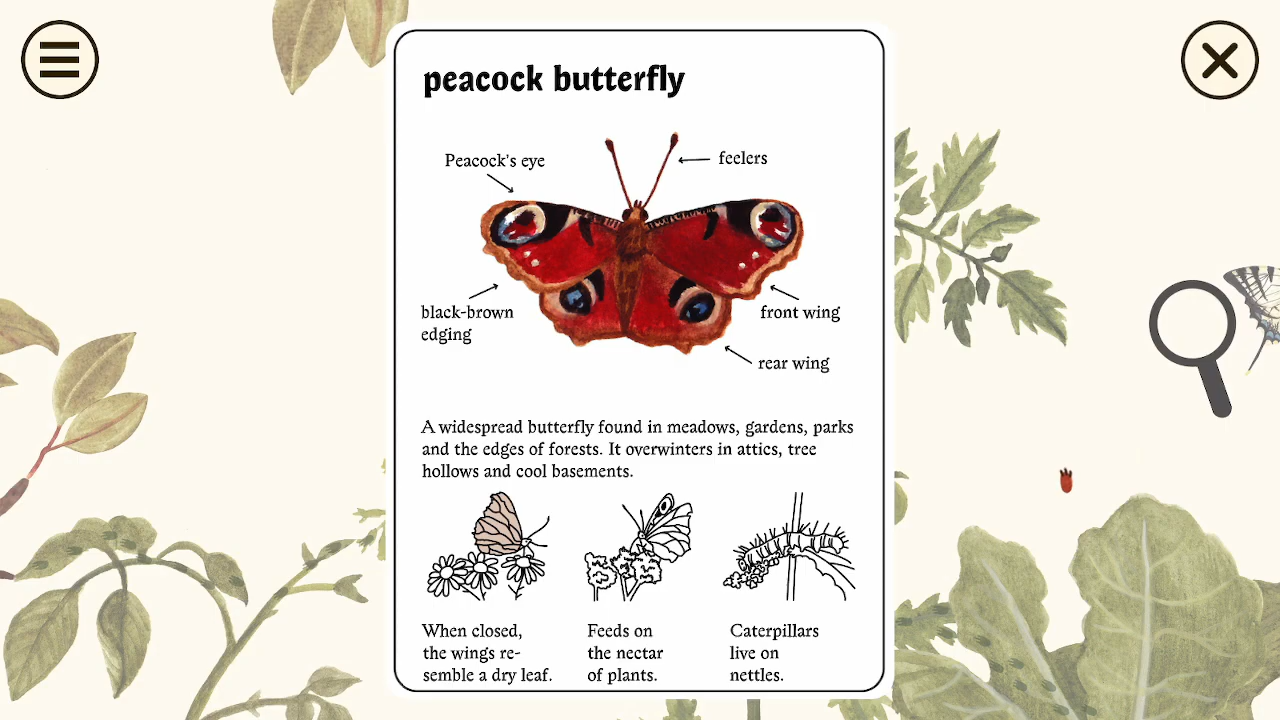 peacock butterfly
Peacock's eye
feelers
black-brown
edging
front wing
rear wing
A widespread butterfly found in meadows, gardens, parks
and the edges of forests. It overwinters in attics, tree
hollows and cool basements.
When closed,
the wings re-
semble a dry leaf.
Feeds on
the nectar
of plants.
Caterpillars
live on
nettles.